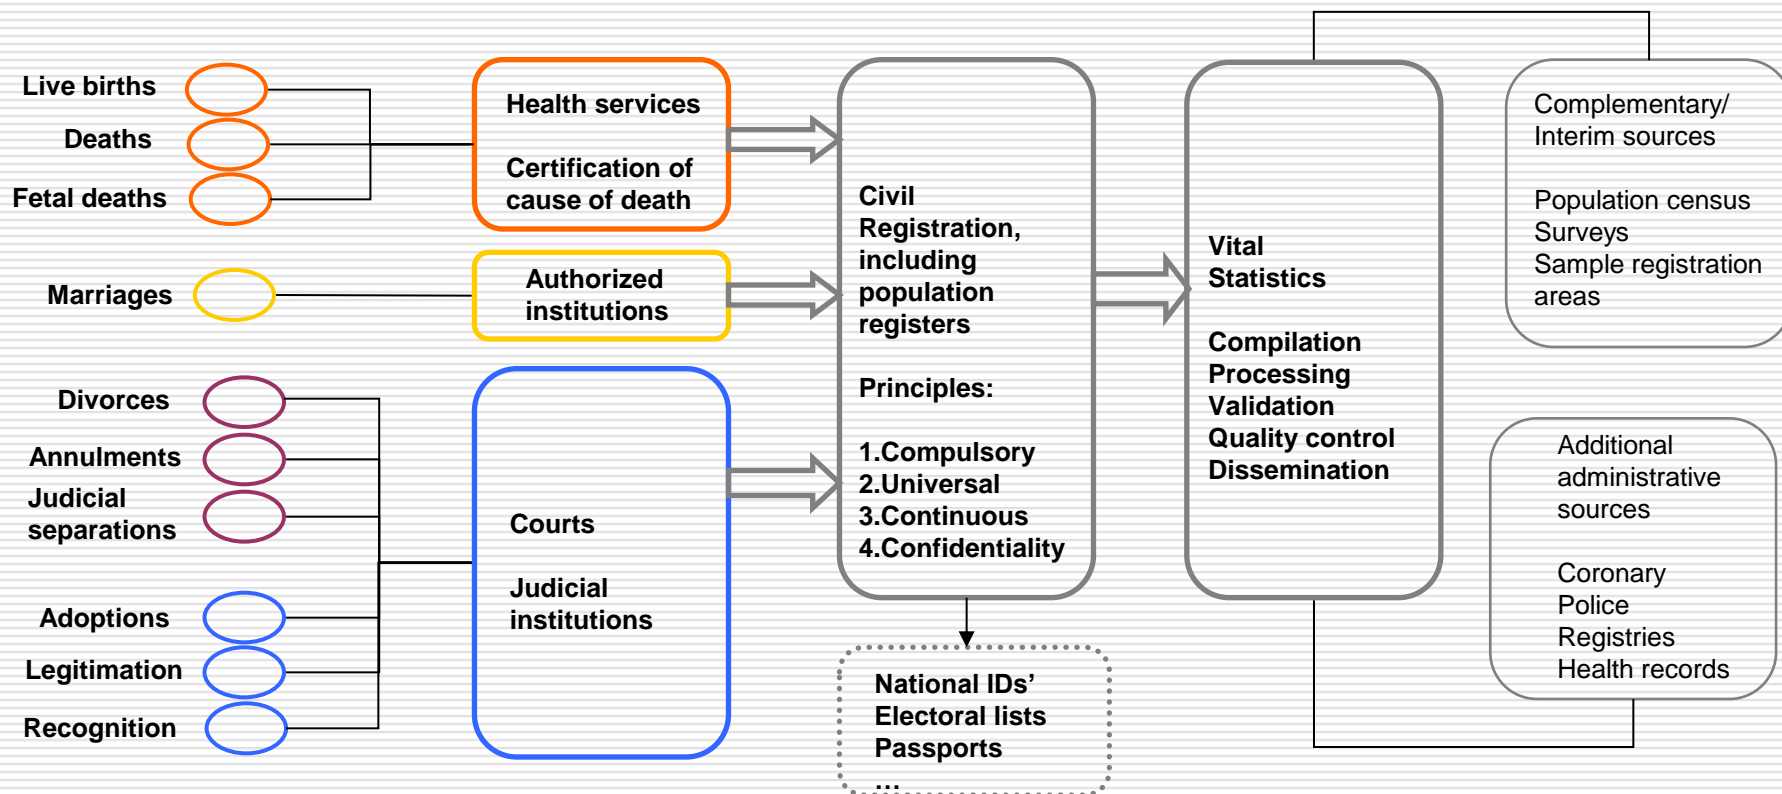 Live births
Deaths
Fetal deaths
Marriages
Divorces
Annulments
Judicial
separations
Adoptions
Legitimation
Recognition
Health services
Certification of
cause of death
Authorized
institutions
Courts
Judicial
institutions
Civil
Registration,
including
population
registers
Principles:
1.Compulsory
2.Universal
3.Continuous
4.Confidentiality
National IDs’
Electoral lists
Passports
...
Vital
Statistics
Compilation
Processing
Validation
Quality control
Dissemination
Complementary/
Interim sources
Population census
Surveys
Sample registration
areas
Additional
administrative
sources
Coronary
Police
Registries
Health records